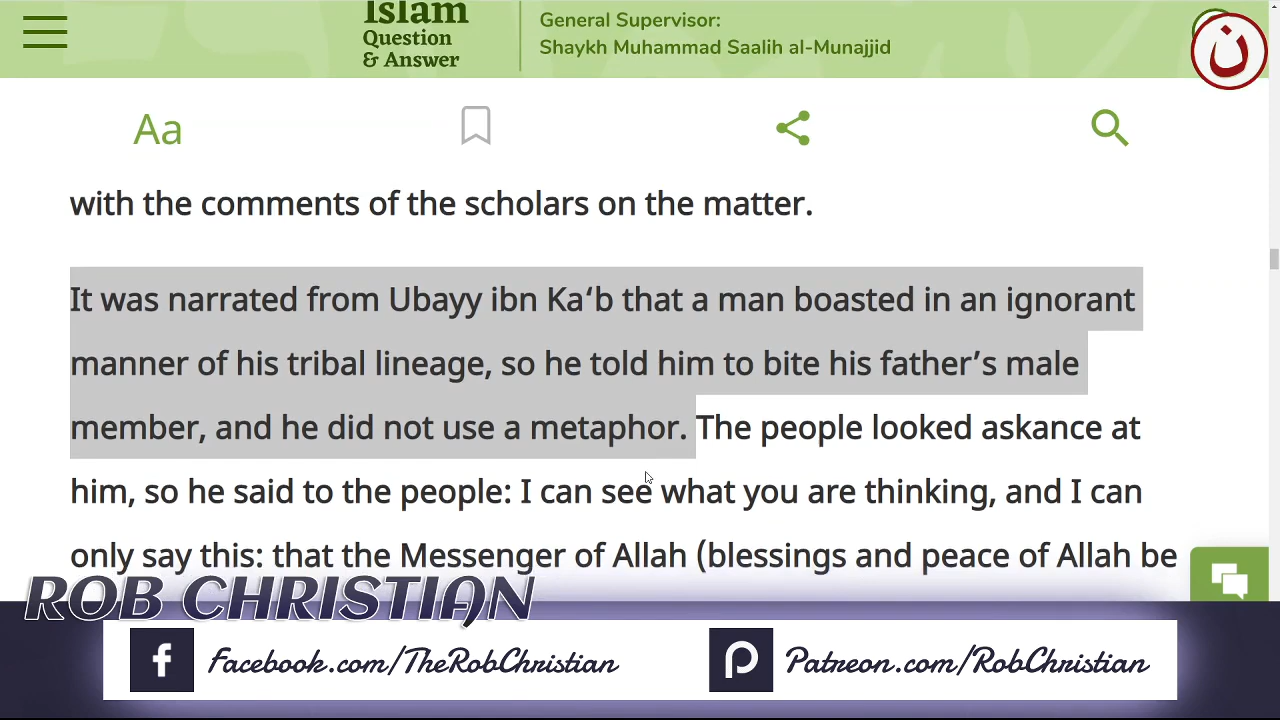 Islam
Question
& Answer
General Supervisor:
Shaykh Muhammad Saalih al-Munajjid
ن
Aa
with the comments of the scholars on the matter.
It was narrated from Ubayy ibn Ka‘b that a man boasted in an ignorant
manner of his tribal lineage, so he told him to bite his father’s male
member, and he did not use a metaphor. The people looked askance at
him, so he said to the people: I can see what you are thinking, and I can
only say this: that the Messenger of Allah (blessings and peace of Allah be
ROB CHRISTIAN
Facebook.com/TheRobChristian
Patreon.com/RobChristian